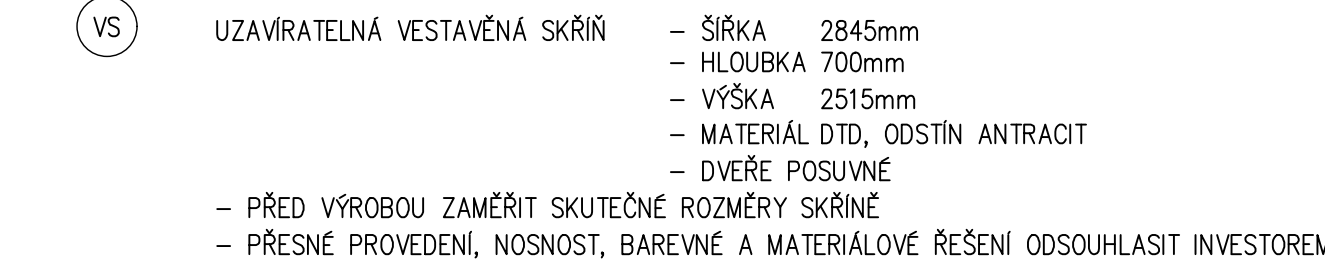 VS UZAVÍRATELNÁ VESTAVĚNÁ SKŘÍŇ – ŠÍŘKA 2845mm
– HLOUBKA 700mm
– VÝŠKA 2515mm
– MATERIÁL DTD, ODSTÍN ANTRACIT
– DVEŘE POSUVNÉ
– PŘED VÝROBOU ZAMĚŘIT SKUTEČNÉ ROZMĚRY SKŘÍNĚ
– PŘESNÉ PROVEDENÍ, NOSNOST, BAREVNÉ A MATERIÁLOVÉ ŘEŠENÍ ODSOUHLASIT INVESTOREM